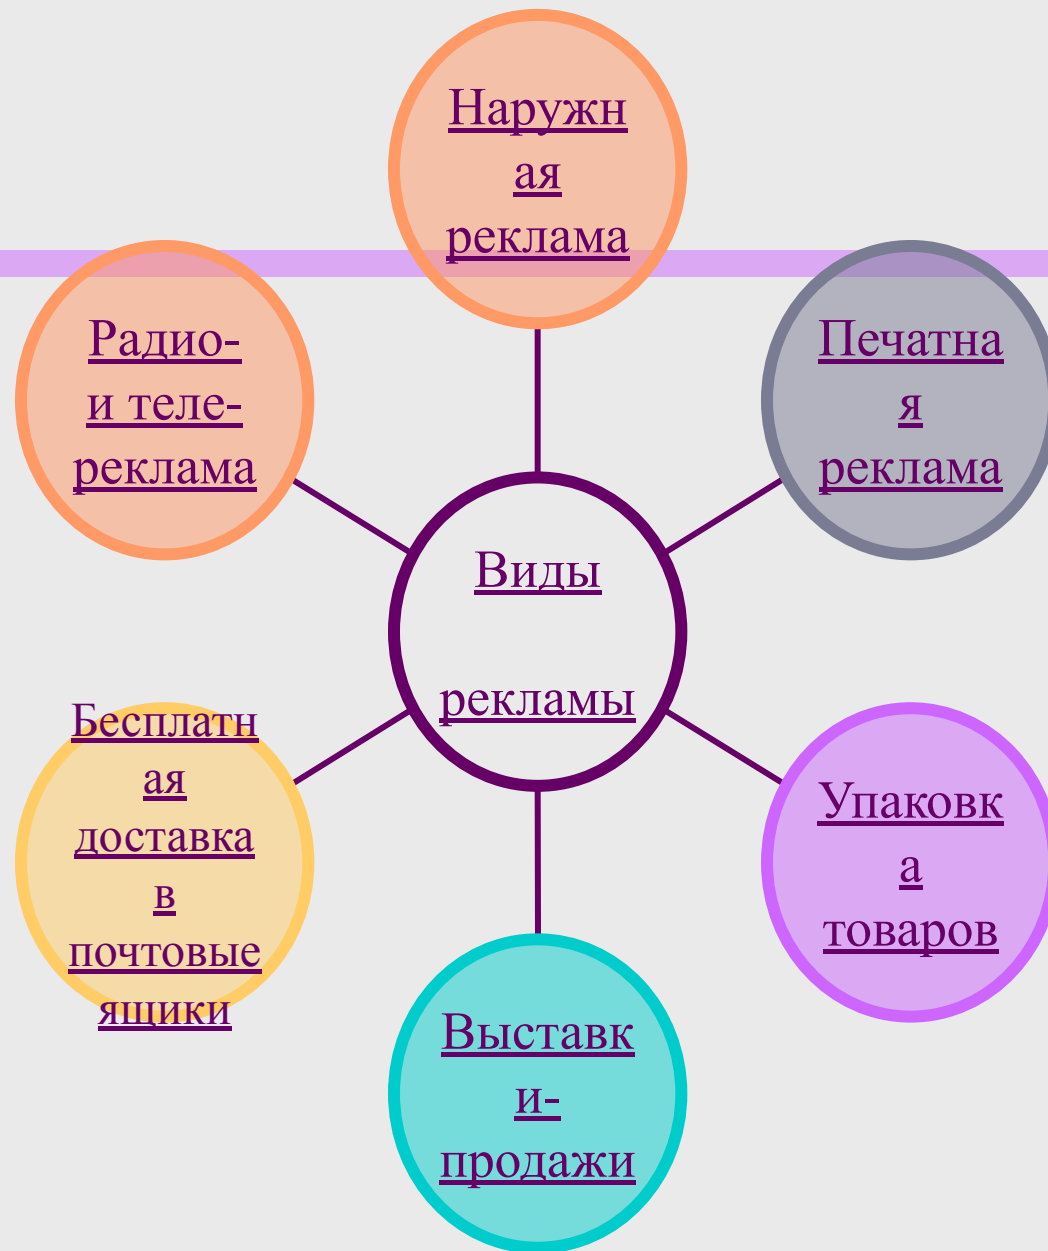 Наружн
ая
реклама
Радио-
и теле-
реклама
Печатна
я
реклама
Виды
рекламы
Бесплатн
ая
доставка
в
почтовые
ящики
Упаковк
а
товаров
Выставк
и-
продажи